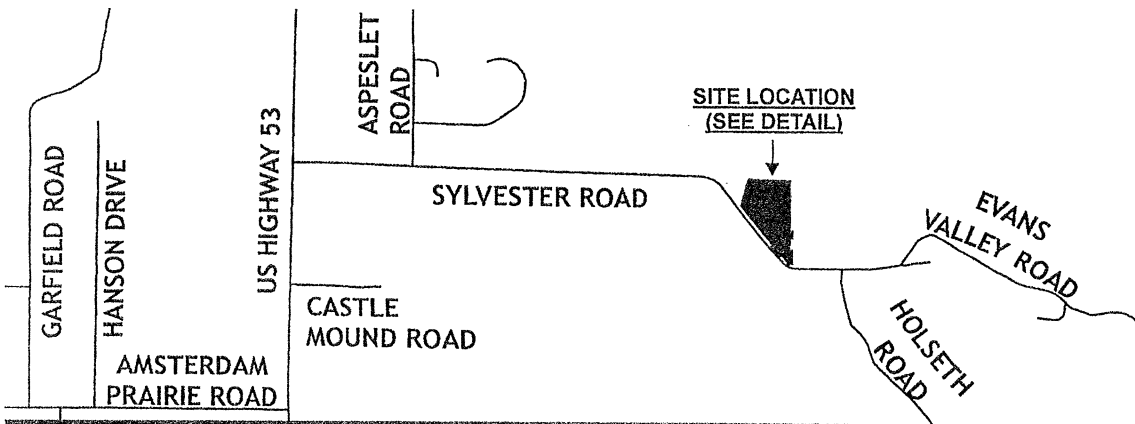 ASPESLET
ROAD
SITE LOCATION
(SEE DETAIL)
US HIGHWAY 53
GARFIELD ROAD
HANSON DRIVE
SYLVESTER ROAD
EVANS
VALLEY ROAD
CASTLE
MOUND ROAD
HOLSETH
ROAD
AMSTERDAM
PRAIRIE ROAD